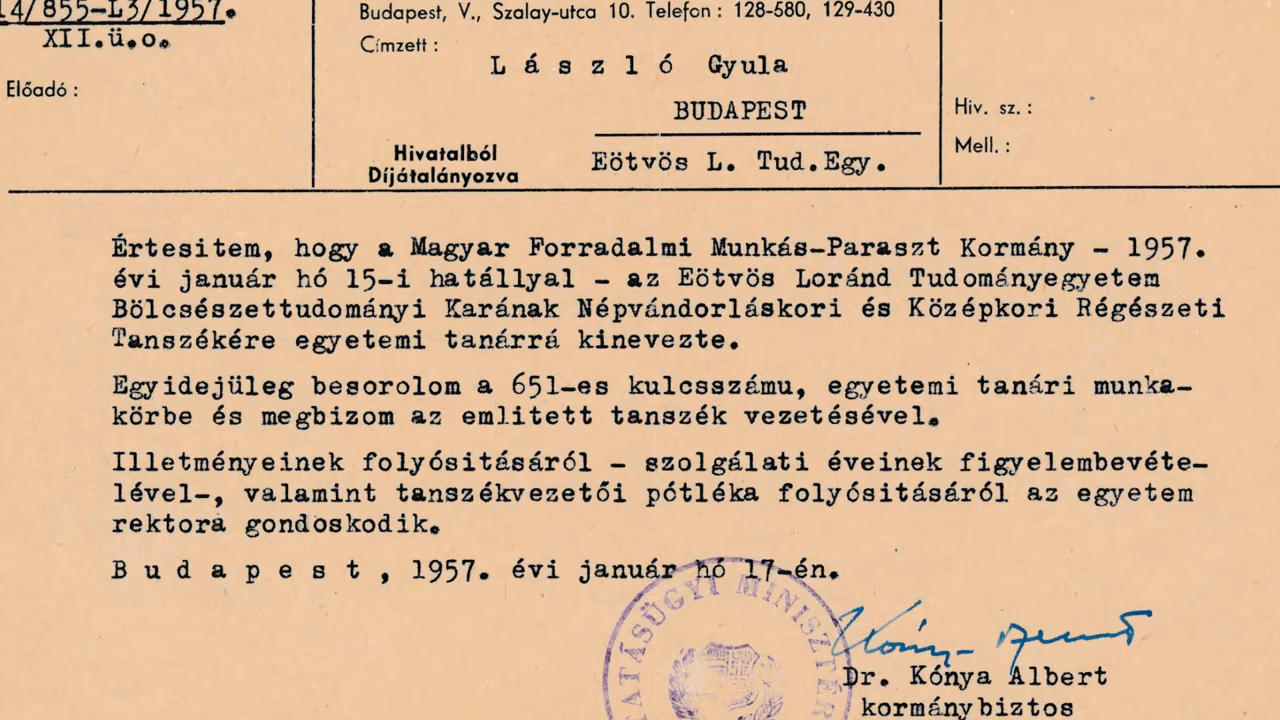 14/855-L3/1957.
XII.ü.o.
Előadó :
Budapest, V., Szalay-utca 10. Telefon : 128-580, 129-430
Címzett :
L á s z l ó Gyula
BUDAPEST
Hivatalból
Díjátalányozva
Eötvös L. Tud.Egy.
Hiv. sz. :
Mell. :
Értesitem, hogy a Magyar Forradalmi Munkás-Paraszt Kormány - 1957.
évi január hó 15-i hatállyal - az Eötvös Loránd Tudományegyetem
Bölcsészettudományi Karának Népvándorláskori és Középkori Régészeti
Tanszékére egyetemi tanárrá kinevezte.
Egyidejüleg besorolom a 651-es kulcsszámu, egyetemi tanári munka-
körbe és megbizom az emlitett tanszék vezetésével.
Illetményeinek folyósitásáról - szolgálati éveinek figyelembevéte-
lével-, valamint tanszékvezetői pótléka folyósitásáról az egyetem
rektora gondoskodik.
B u d a p e s t , 1957. évi január hó 17-én.
TATÁSÜGYI MINISZTÉR
Dr. Kónya Albert
kormánybiztos